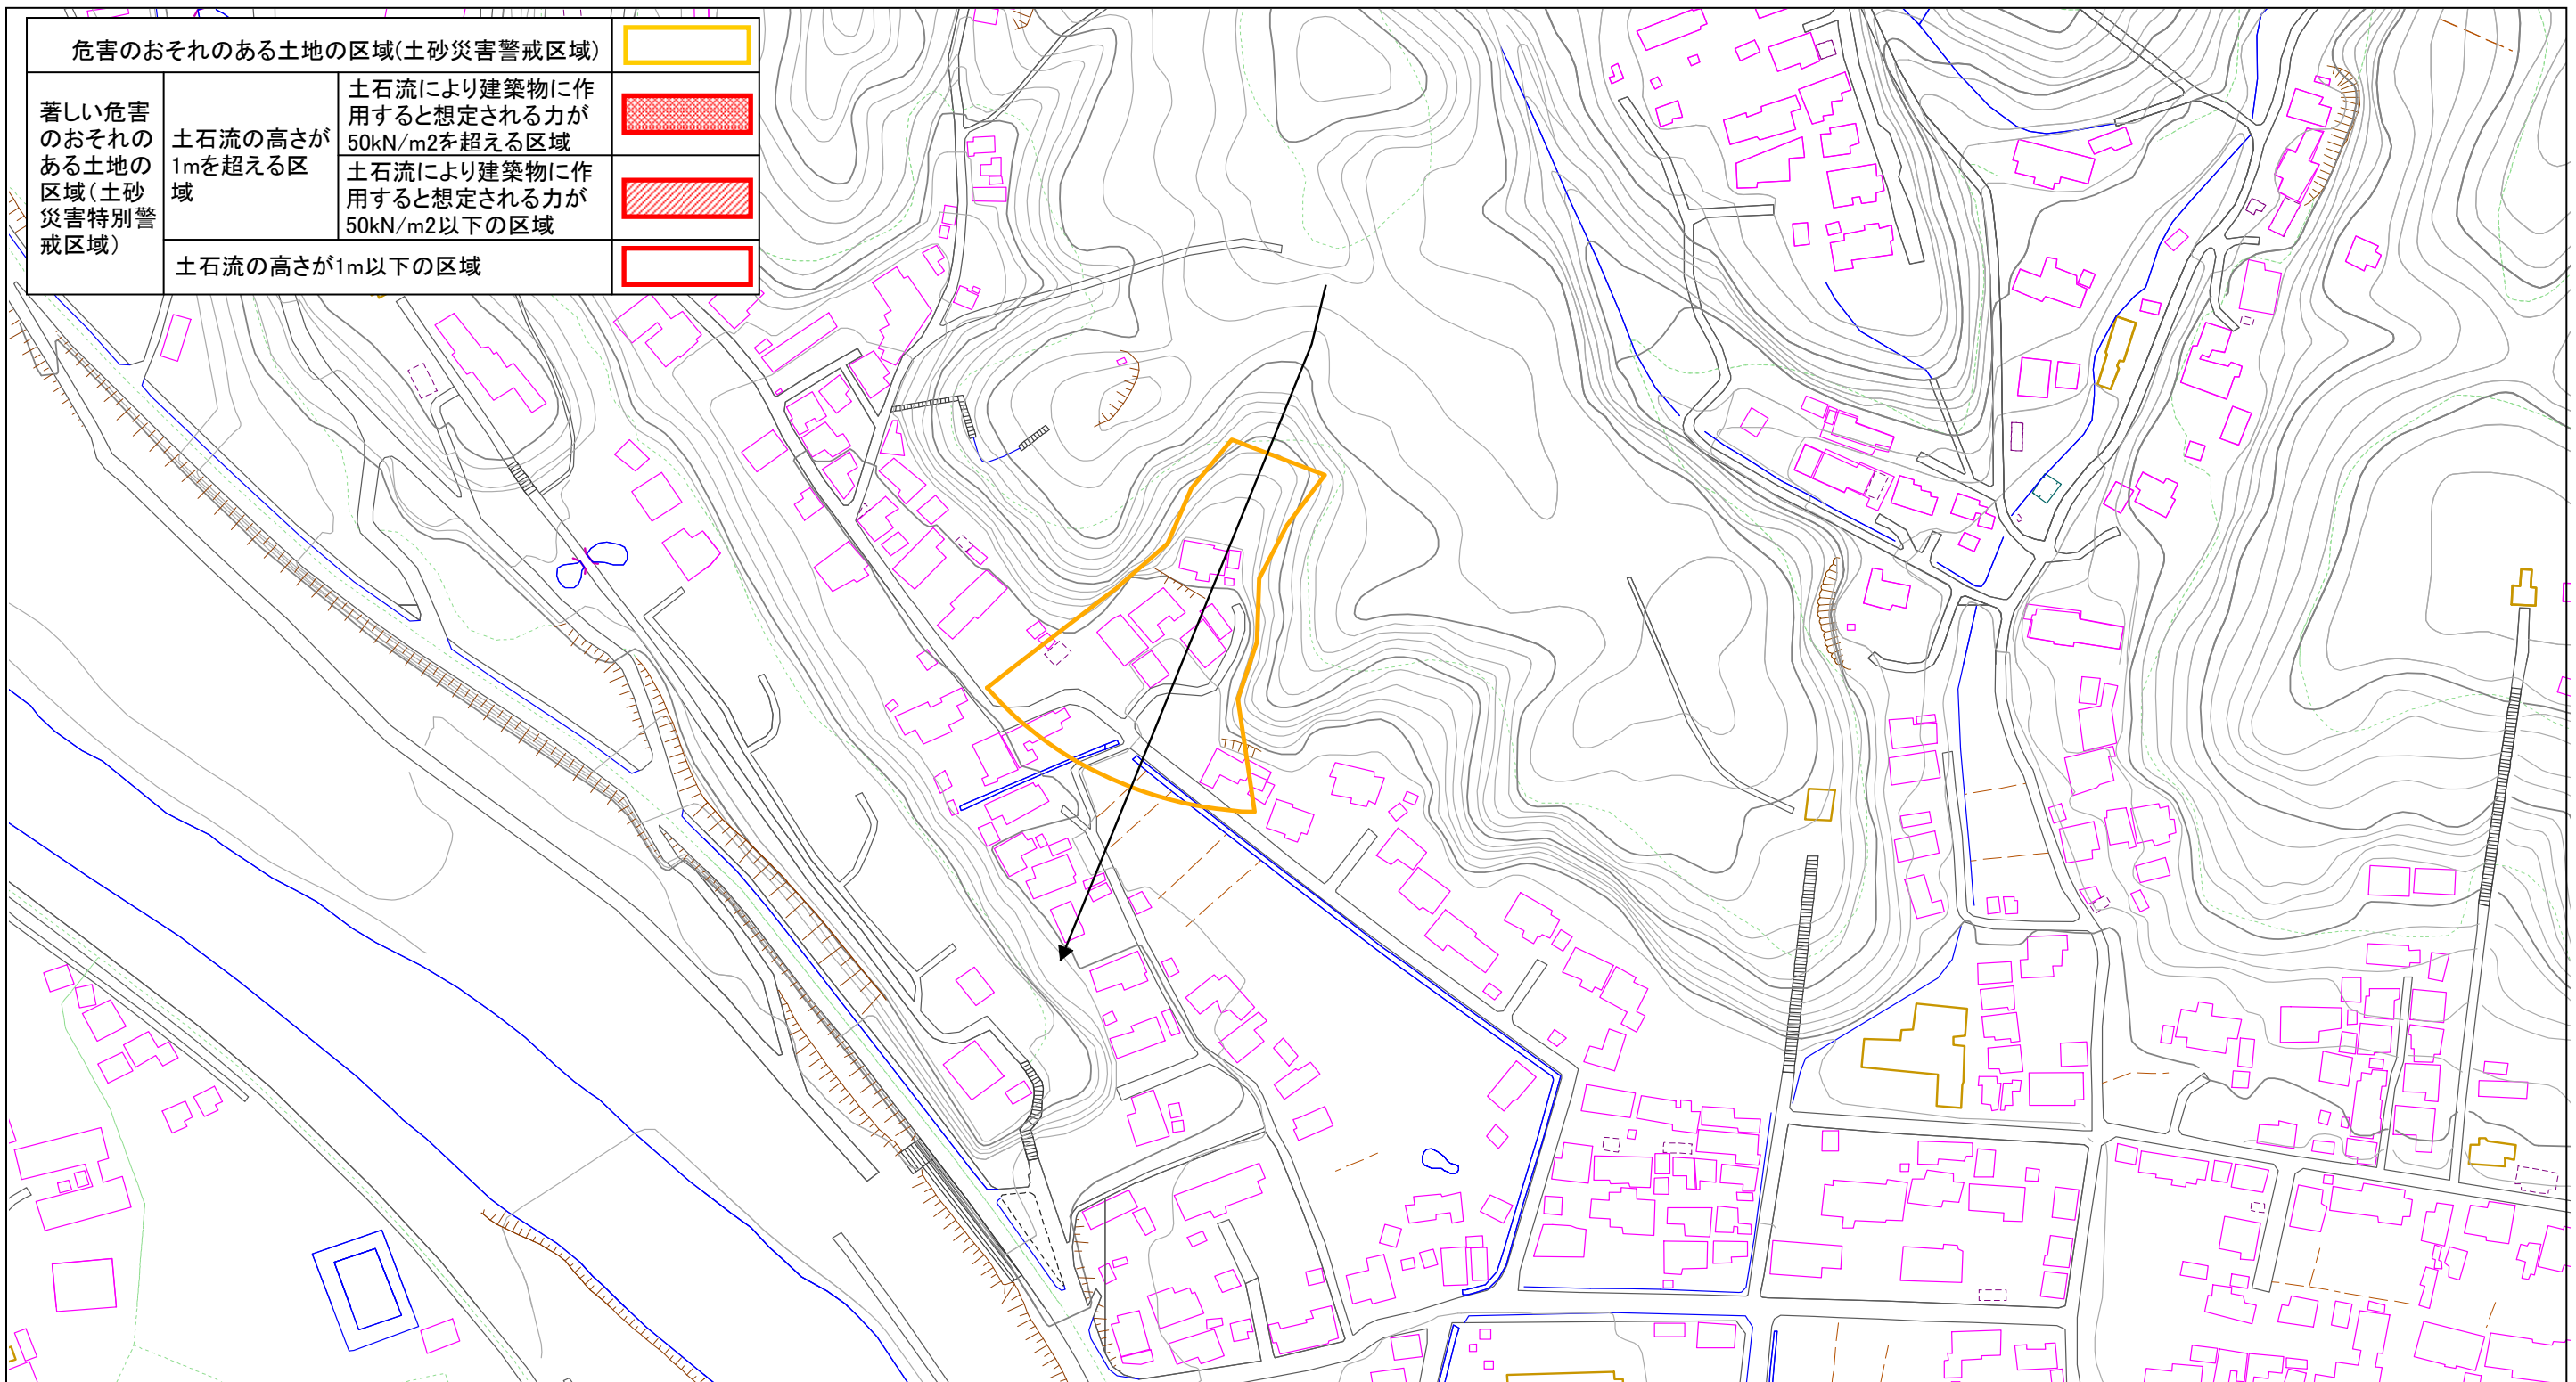 危害のおそれのある土地の区域(土砂災害警戒区域)
著しい危害
のおそれの
ある土地の
区域(土砂
災害特別警
戒区域)
土石流の高さが
1mを超える区
域
土石流により建築物に作
用すると想定される力が
50kN/m2を超える区域
土石流により建築物に作
用すると想定される力が
50kN/m2以下の区域
土石流の高さが1m以下の区域